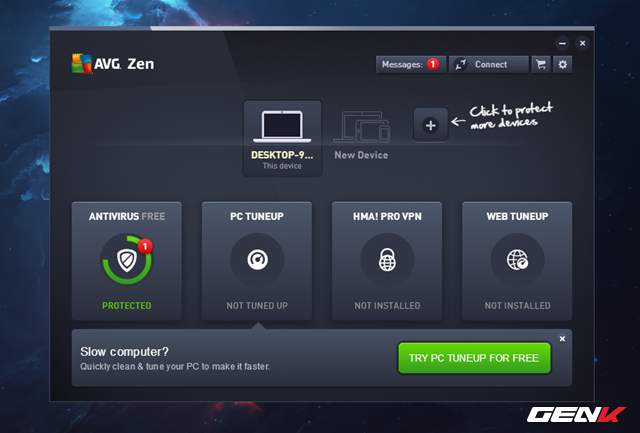 AVG. Zen
Messages: 1
Connect
Click to protect
more devices
DESKTOP-9...
This device
New Device
ANTIVIRUS FREE
1
PROTECTED
PC TUNEUP
NOT TUNED UP
HMA! PRO VPN
NOT INSTALLED
WEB TUNEUP
NOT INSTALLED
Slow computer?
Quickly clean & tune your PC to make it faster.
TRY PC TUNEUP FOR FREE
GENK